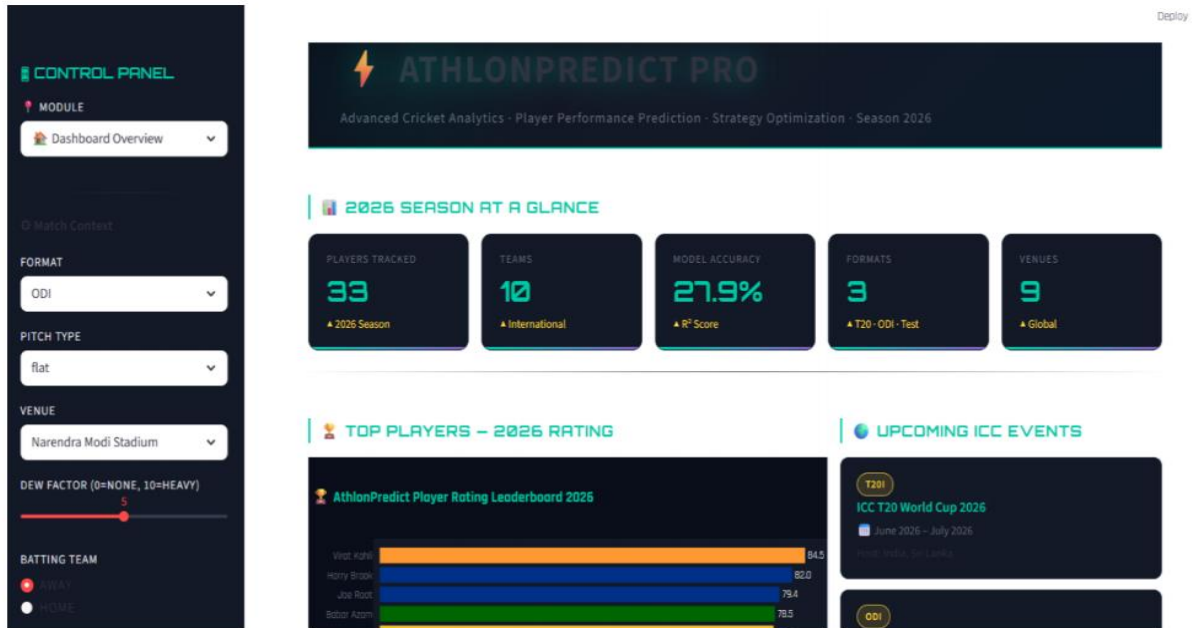 Deploy
CONTROL PANEL
MODULE
Dashboard Overview
Match Context
FORMAT
ODI
PITCH TYPE
flat
VENUE
Narendra Modi Stadium
DEW FACTOR (0=NONE, 10=HEAVY)
5
BATTING TEAM
AWAY
HOME
ATHLONPREDICT PRO
Advanced Cricket Analytics · Player Performance Prediction · Strategy Optimization · Season 2026
2026 SEASON AT A GLANCE
PLAYERS TRACKED
33
▲ 2026 Season
TEAMS
10
▲ International
MODEL ACCURACY
27.9%
▲ R² Score
FORMATS
3
▲ T20 · ODI · Test
VENUES
9
▲ Global
TOP PLAYERS — 2026 RATING
AthlonPredict Player Rating Leaderboard 2026
Virat Kohli 84.5
Harry Brook 82.0
Joe Root 79.4
Babar Azam 78.5
UPCOMING ICC EVENTS
T20I
ICC T20 World Cup 2026
June 2026 – July 2026
Host: India, Sri Lanka
ODI